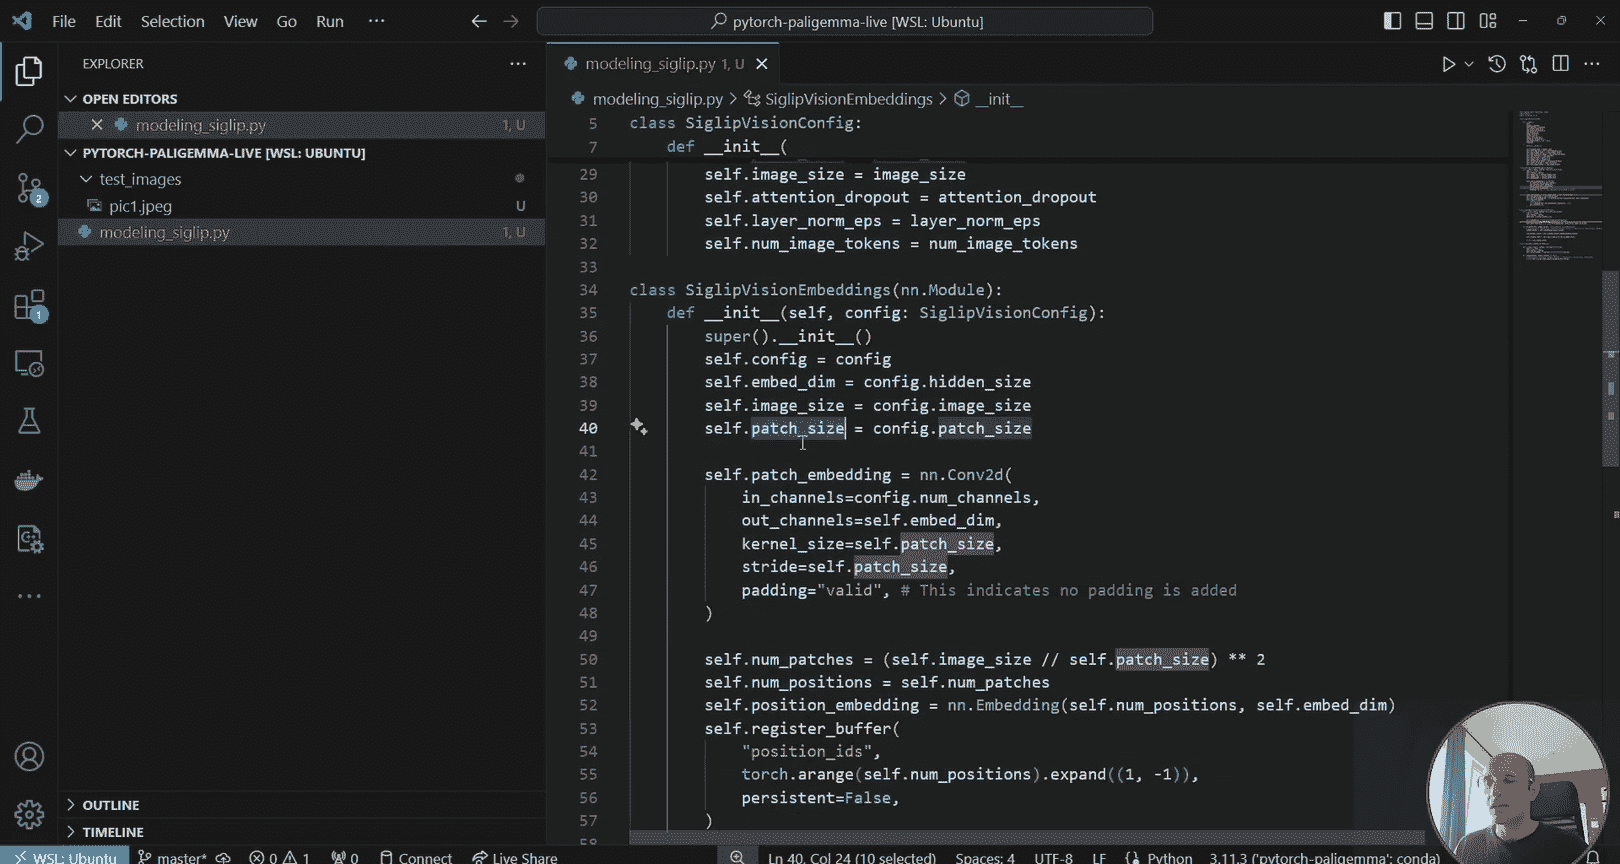 File Edit Selection View Go Run ···
pytorch-paligemma-live [WSL: Ubuntu]
EXPLORER
OPEN EDITORS
modeling_siglip.py 1, U
PYTORCH-PALIGEMMA-LIVE [WSL: UBUNTU]
test_images
pic1.jpeg U
modeling_siglip.py 1, U
2
1
OUTLINE
TIMELINE
modeling_siglip.py 1, U
modeling_siglip.py > SiglipVisionEmbeddings > __init__
5 class SiglipVisionConfig:
7 def __init__(
29 self.image_size = image_size
30 self.attention_dropout = attention_dropout
31 self.layer_norm_eps = layer_norm_eps
32 self.num_image_tokens = num_image_tokens
33
34 class SiglipVisionEmbeddings(nn.Module):
35 def __init__(self, config: SiglipVisionConfig):
36 super().__init__()
37 self.config = config
38 self.embed_dim = config.hidden_size
39 self.image_size = config.image_size
40 self.patch_size = config.patch_size
41
42 self.patch_embedding = nn.Conv2d(
43 in_channels=config.num_channels,
44 out_channels=self.embed_dim,
45 kernel_size=self.patch_size,
46 stride=self.patch_size,
47 padding="valid", # This indicates no padding is added
48 )
49
50 self.num_patches = (self.image_size // self.patch_size) ** 2
51 self.num_positions = self.num_patches
52 self.position_embedding = nn.Embedding(self.num_positions, self.embed_dim)
53 self.register_buffer(
54 "position_ids",
55 torch.arange(self.num_positions).expand((1, -1)),
56 persistent=False,
57 )
58
WSL: Ubuntu master* 0 1 0 Connect Live Share Ln 40, Col 24 (10 selected) Spaces: 4 UTF-8 LF Python 3.11.3 ('pytorch-paligemma': conda)